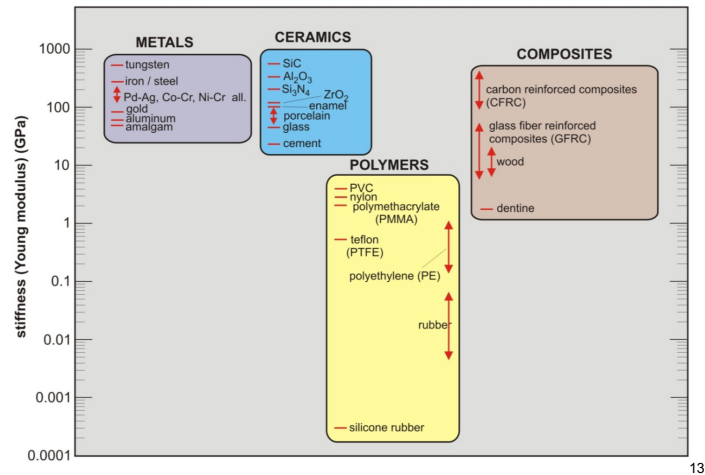 stiffness (Young modulus) (GPa)
1000
100
10
1
0.1
0.01
0.001
0.0001
METALS
tungsten
iron / steel
Pd-Ag, Co-Cr, Ni-Cr all.
gold
aluminum
amalgam
CERAMICS
SiC
Al₂O₃
Si₃N₄
ZrO₂
enamel
porcelain
glass
cement
POLYMERS
PVC
nylon
polymethacrylate
(PMMA)
teflon
(PTFE)
polyethylene (PE)
rubber
silicone rubber
COMPOSITES
carbon reinforced composites
(CFRC)
glass fiber reinforced
composites (GFRC)
wood
dentine
13